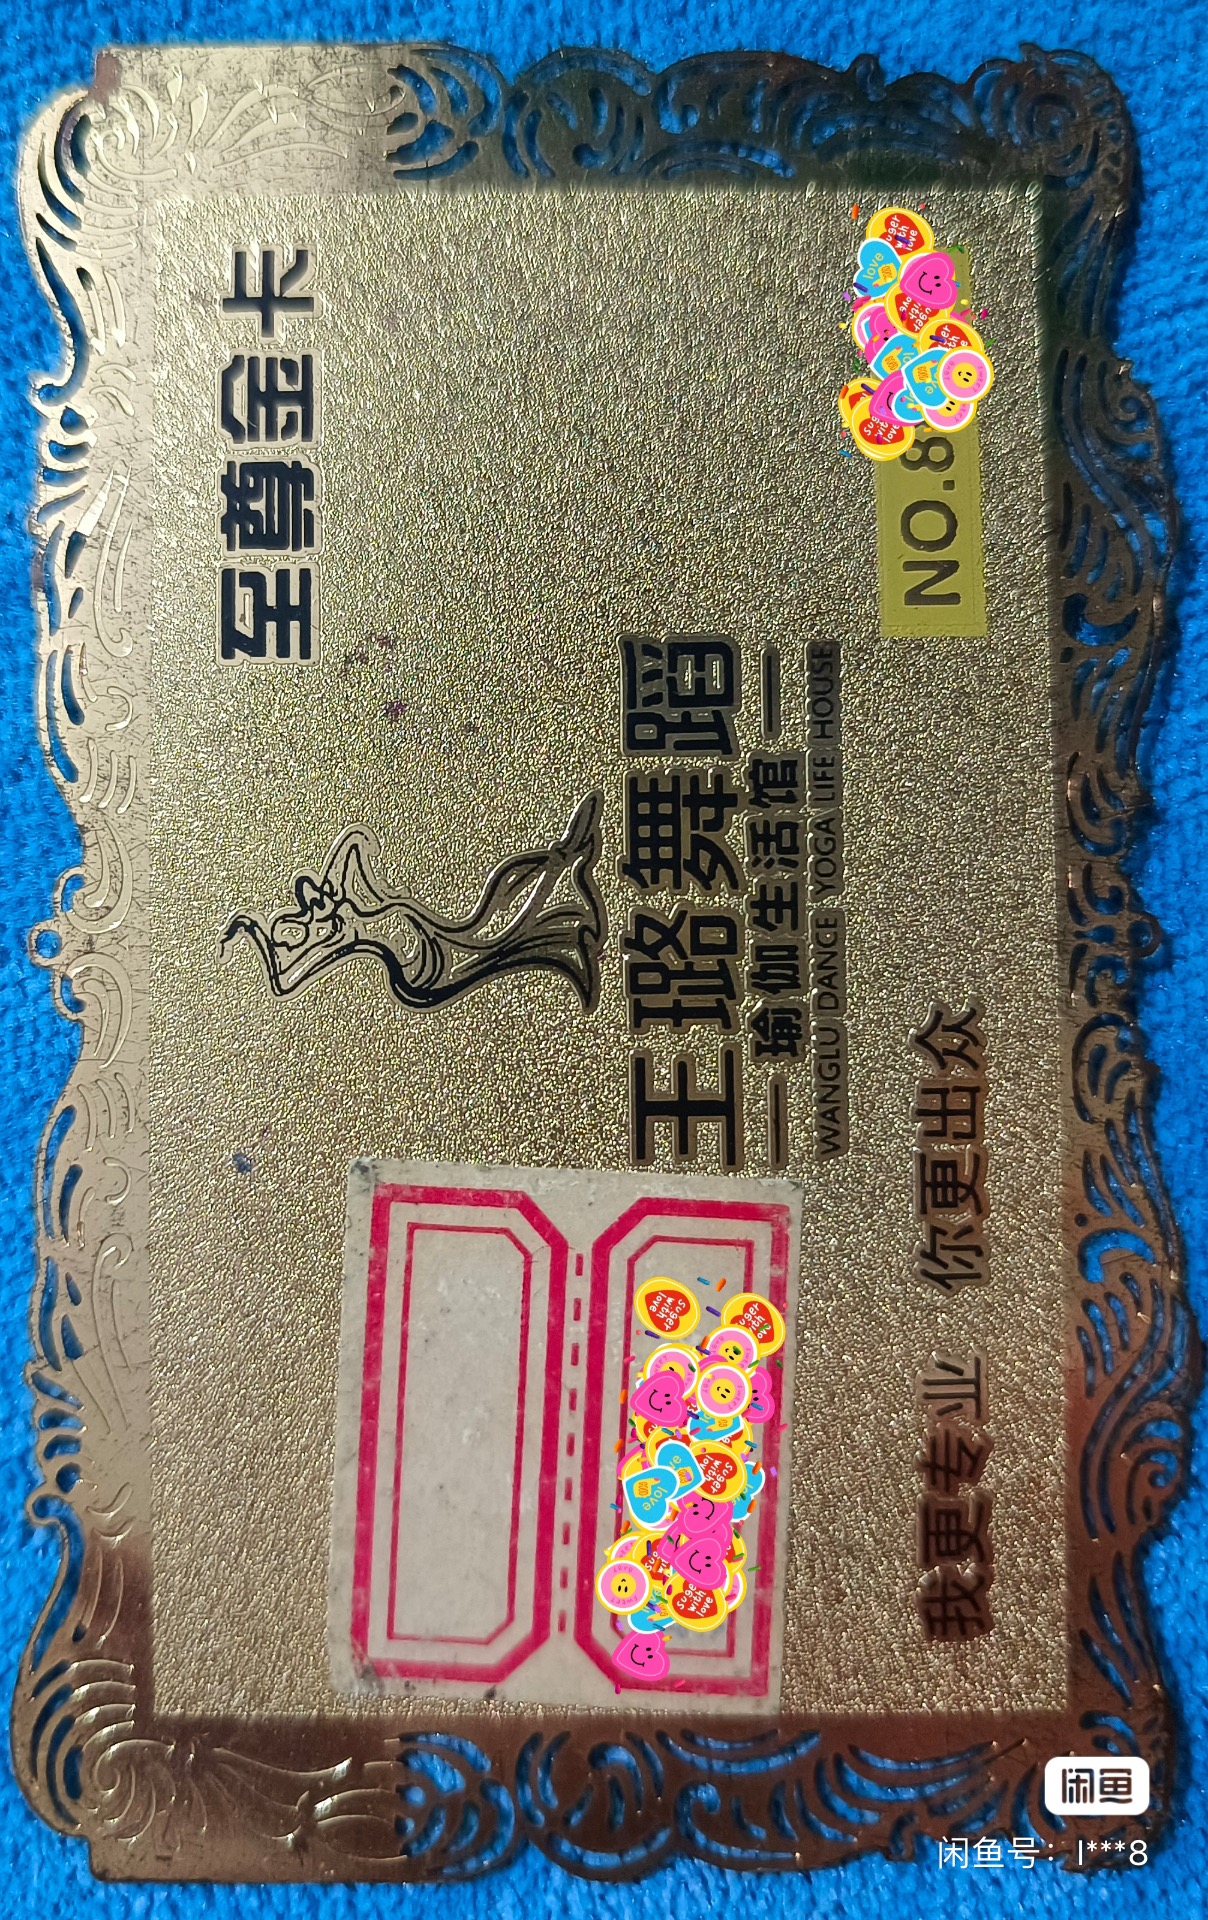 至尊金卡
王璐舞蹈
瑜伽生活馆
WANGLU DANCE YOGA LIFE HOUSE
NO.8
我更专业 你更出众
闲鱼
闲鱼号：l***8